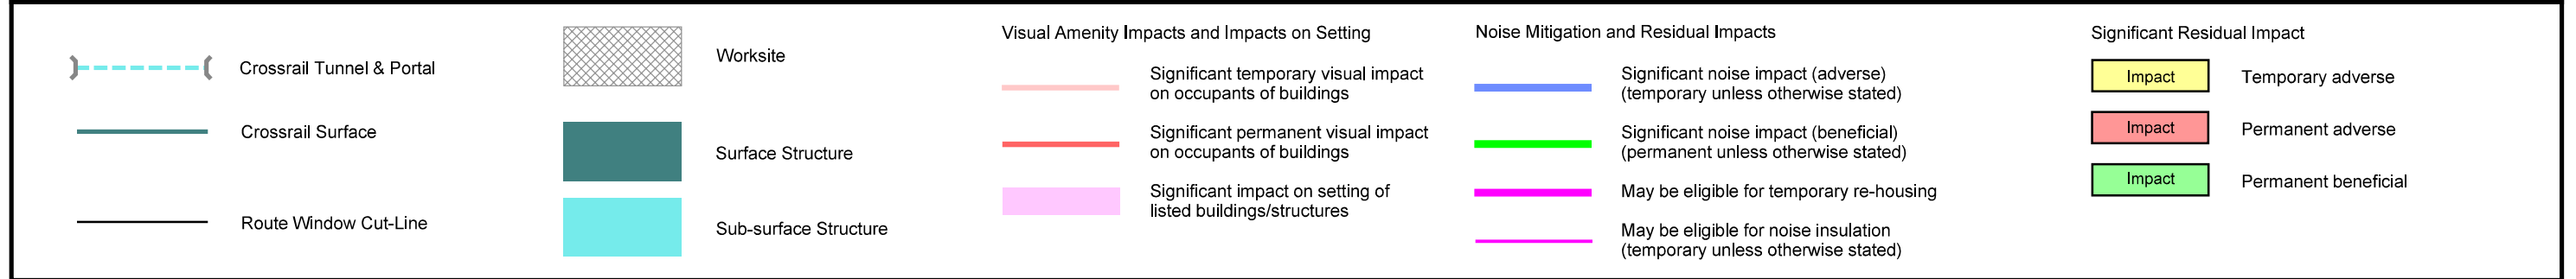 Crossrail Tunnel & Portal
Crossrail Surface
Route Window Cut-Line
Worksite
Surface Structure
Sub-surface Structure
Visual Amenity Impacts and Impacts on Setting
Significant temporary visual impact
on occupants of buildings
Significant permanent visual impact
on occupants of buildings
Significant impact on setting of
listed buildings/structures
Noise Mitigation and Residual Impacts
Significant noise impact (adverse)
(temporary unless otherwise stated)
Significant noise impact (beneficial)
(permanent unless otherwise stated)
May be eligible for temporary re-housing
May be eligible for noise insulation
(temporary unless otherwise stated)
Significant Residual Impact
Impact Temporary adverse
Impact Permanent adverse
Impact Permanent beneficial